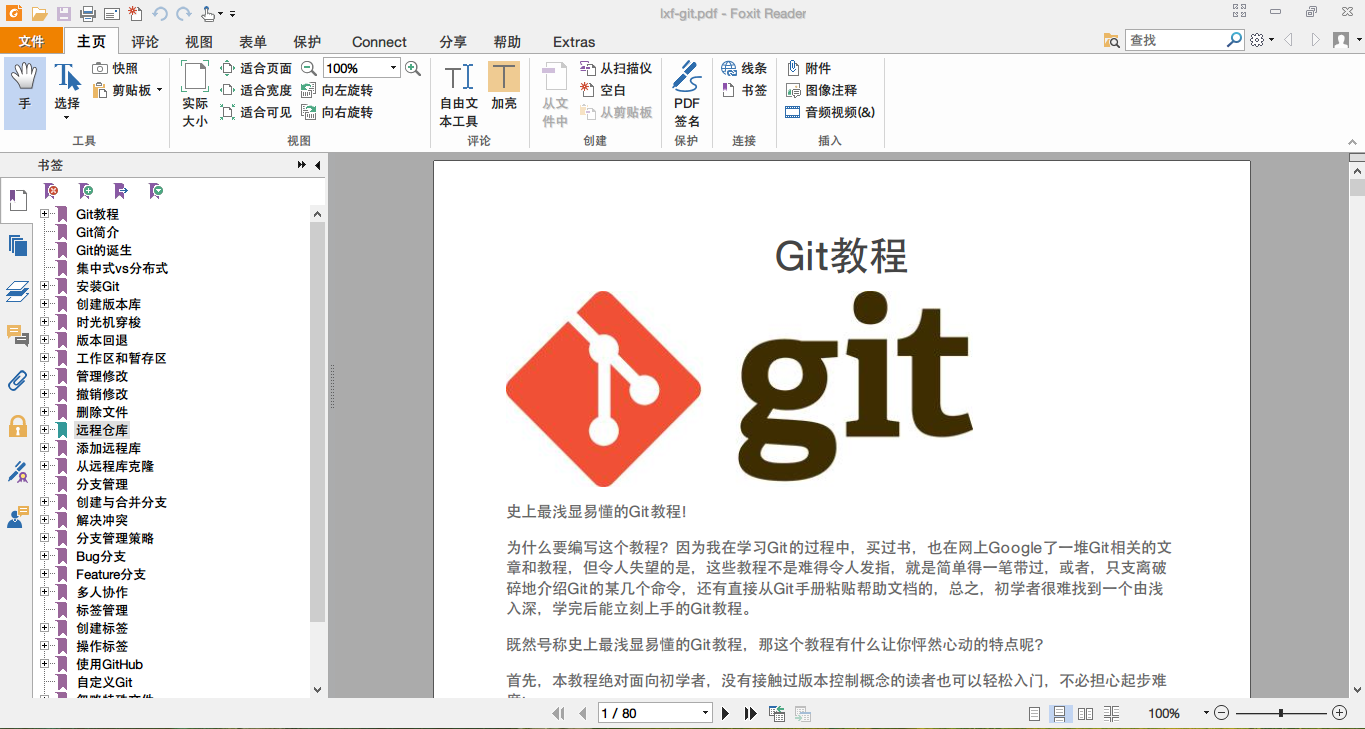 lxf-git.pdf - Foxit Reader
文件 主页 评论 视图 表单 保护 Connect 分享 帮助 Extras 查找
手
选择
快照
剪贴板
工具
实际大小
适合页面
适合宽度
适合可见
100%
向左旋转
向右旋转
视图
自由文本工具
加亮
评论
从文件中
从扫描仪
空白
从剪贴板
创建
PDF签名
保护
线条
书签
连接
附件
图像注释
音频视频(&)
插入
书签
Git教程
Git简介
Git的诞生
集中式vs分布式
安装Git
创建版本库
时光机穿梭
版本回退
工作区和暂存区
管理修改
撤销修改
删除文件
远程仓库
添加远程库
从远程库克隆
分支管理
创建与合并分支
解决冲突
分支管理策略
Bug分支
Feature分支
多人协作
标签管理
创建标签
操作标签
使用GitHub
自定义Git
忽略特殊文件
Git教程
git
史上最浅显易懂的Git教程！
为什么要编写这个教程？因为我在学习Git的过程中，买过书，也在网上Google了一堆Git相关的文
章和教程，但令人失望的是，这些教程不是难得令人发指，就是简单得一笔带过，或者，只支离破
碎地介绍Git的某几个命令，还有直接从Git手册粘贴帮助文档的，总之，初学者很难找到一个由浅
入深，学完后能立刻上手的Git教程。
既然号称史上最浅显易懂的Git教程，那这个教程有什么让你怦然心动的特点呢？
首先，本教程绝对面向初学者，没有接触过版本控制概念的读者也可以轻松入门，不必担心起步难
度；
1 / 80
100%